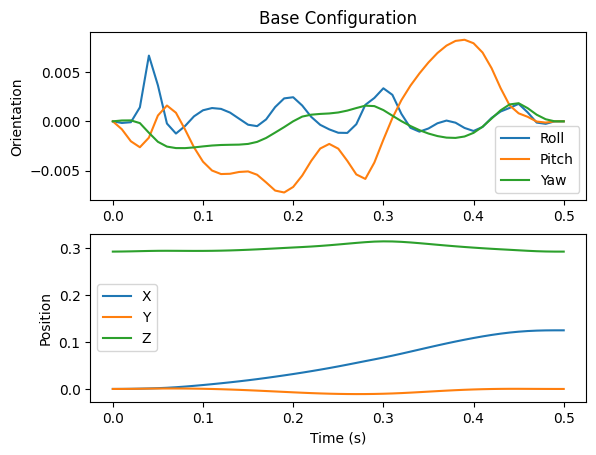 Base Configuration
Orientation
0.005
0.000
−0.005
Roll
Pitch
Yaw
0.0 0.1 0.2 0.3 0.4 0.5
Position
0.3
0.2
0.1
0.0
X
Y
Z
0.0 0.1 0.2 0.3 0.4 0.5
Time (s)